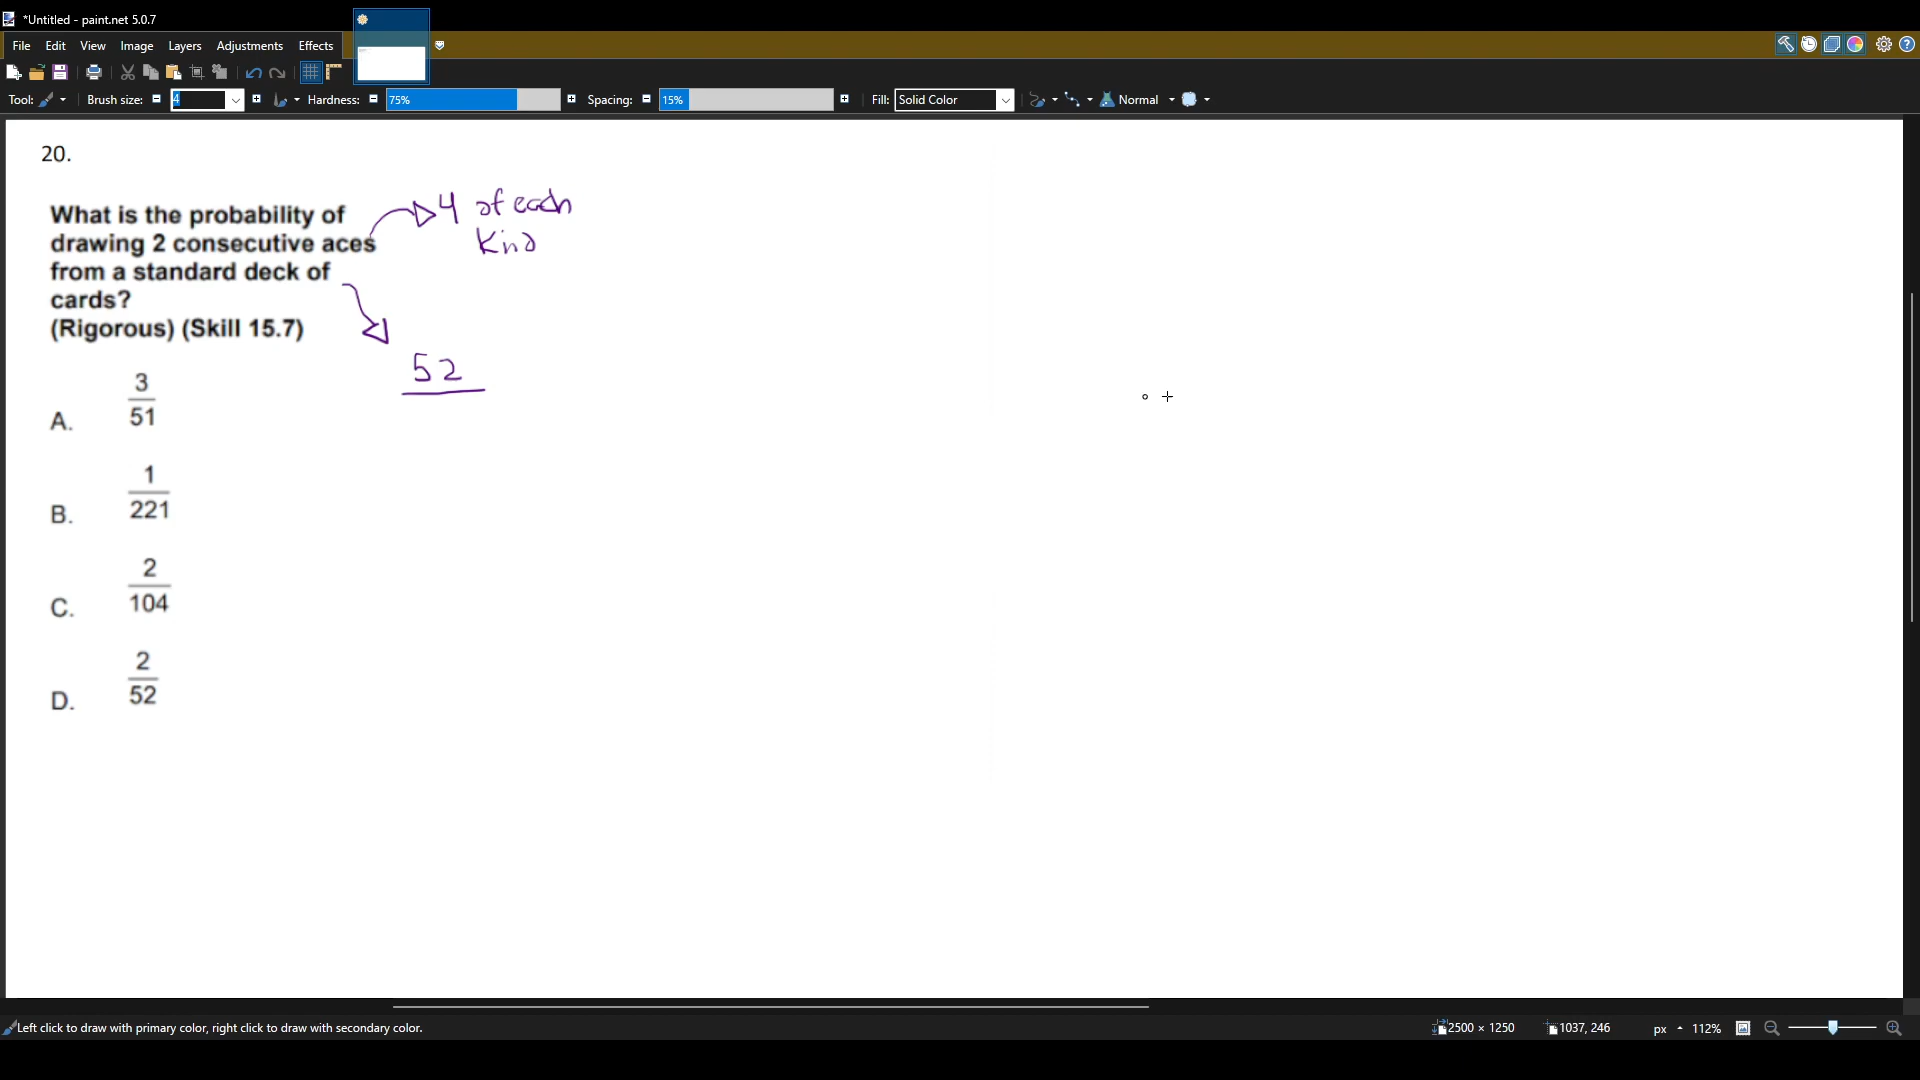 *Untitled - paint.net 5.0.7
File Edit View Image Layers Adjustments Effects
Tool: Brush size: 4 Hardness: 75% Spacing: 15% Fill: Solid Color Normal
20.
What is the probability of
drawing 2 consecutive aces
from a standard deck of
cards?
(Rigorous) (Skill 15.7)
4 of each
Kind
52
A. 3/51
B. 1/221
C. 2/104
D. 2/52
Left click to draw with primary color, right click to draw with secondary color.
2500 × 1250 1037, 246 px 112%